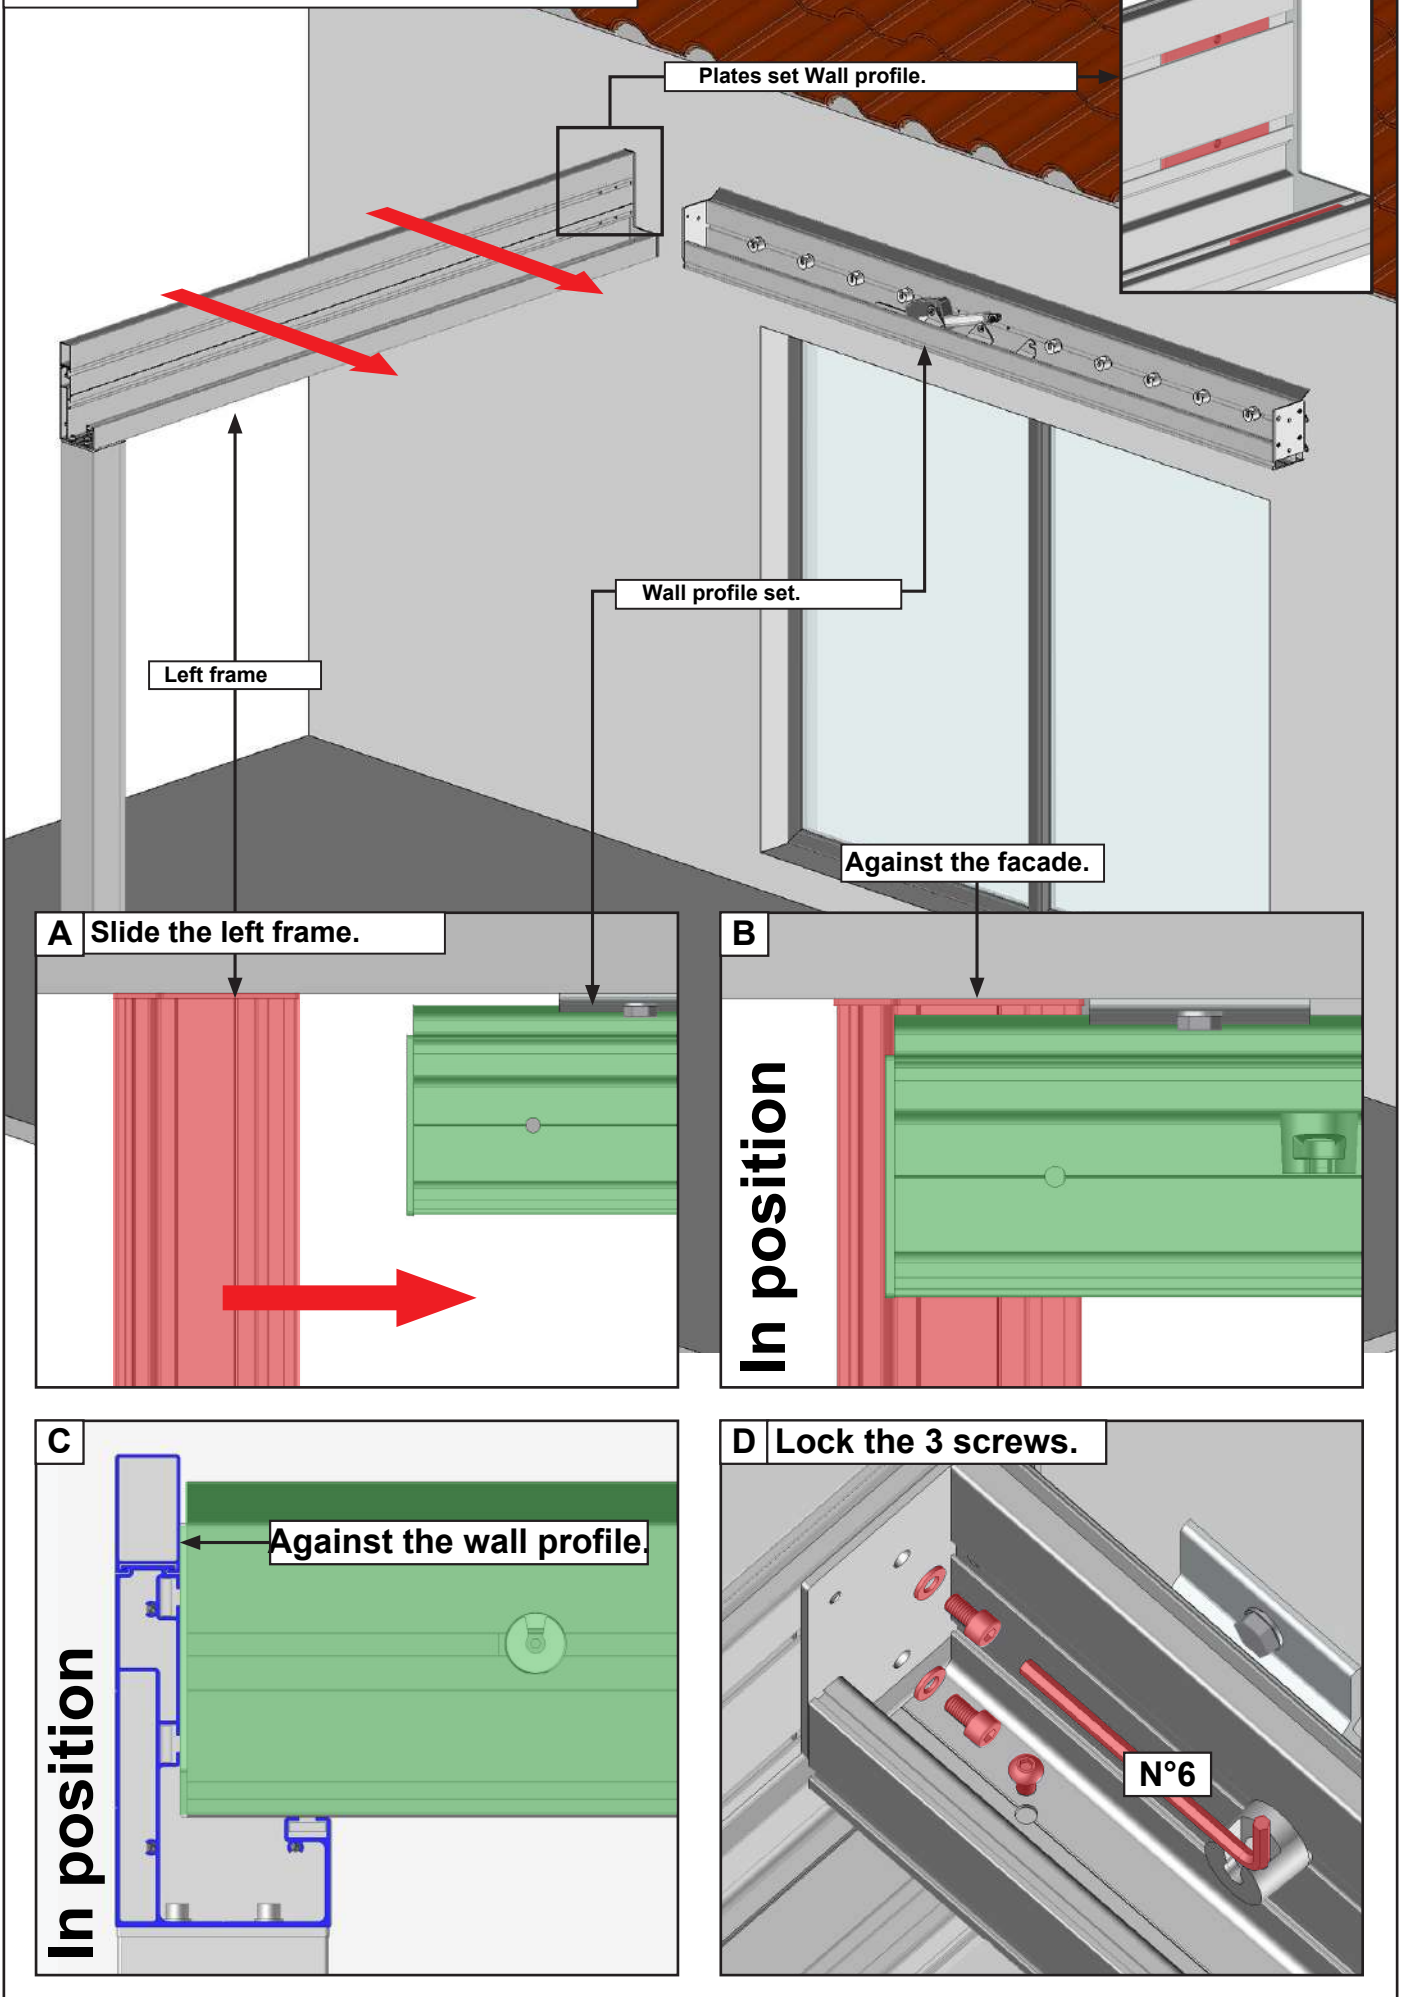 Plates set Wall profile.
Wall profile set.
Left frame
Against the facade.
A Slide the left frame.
B
In position
C
Against the wall profile.
In position
D Lock the 3 screws.
N°6